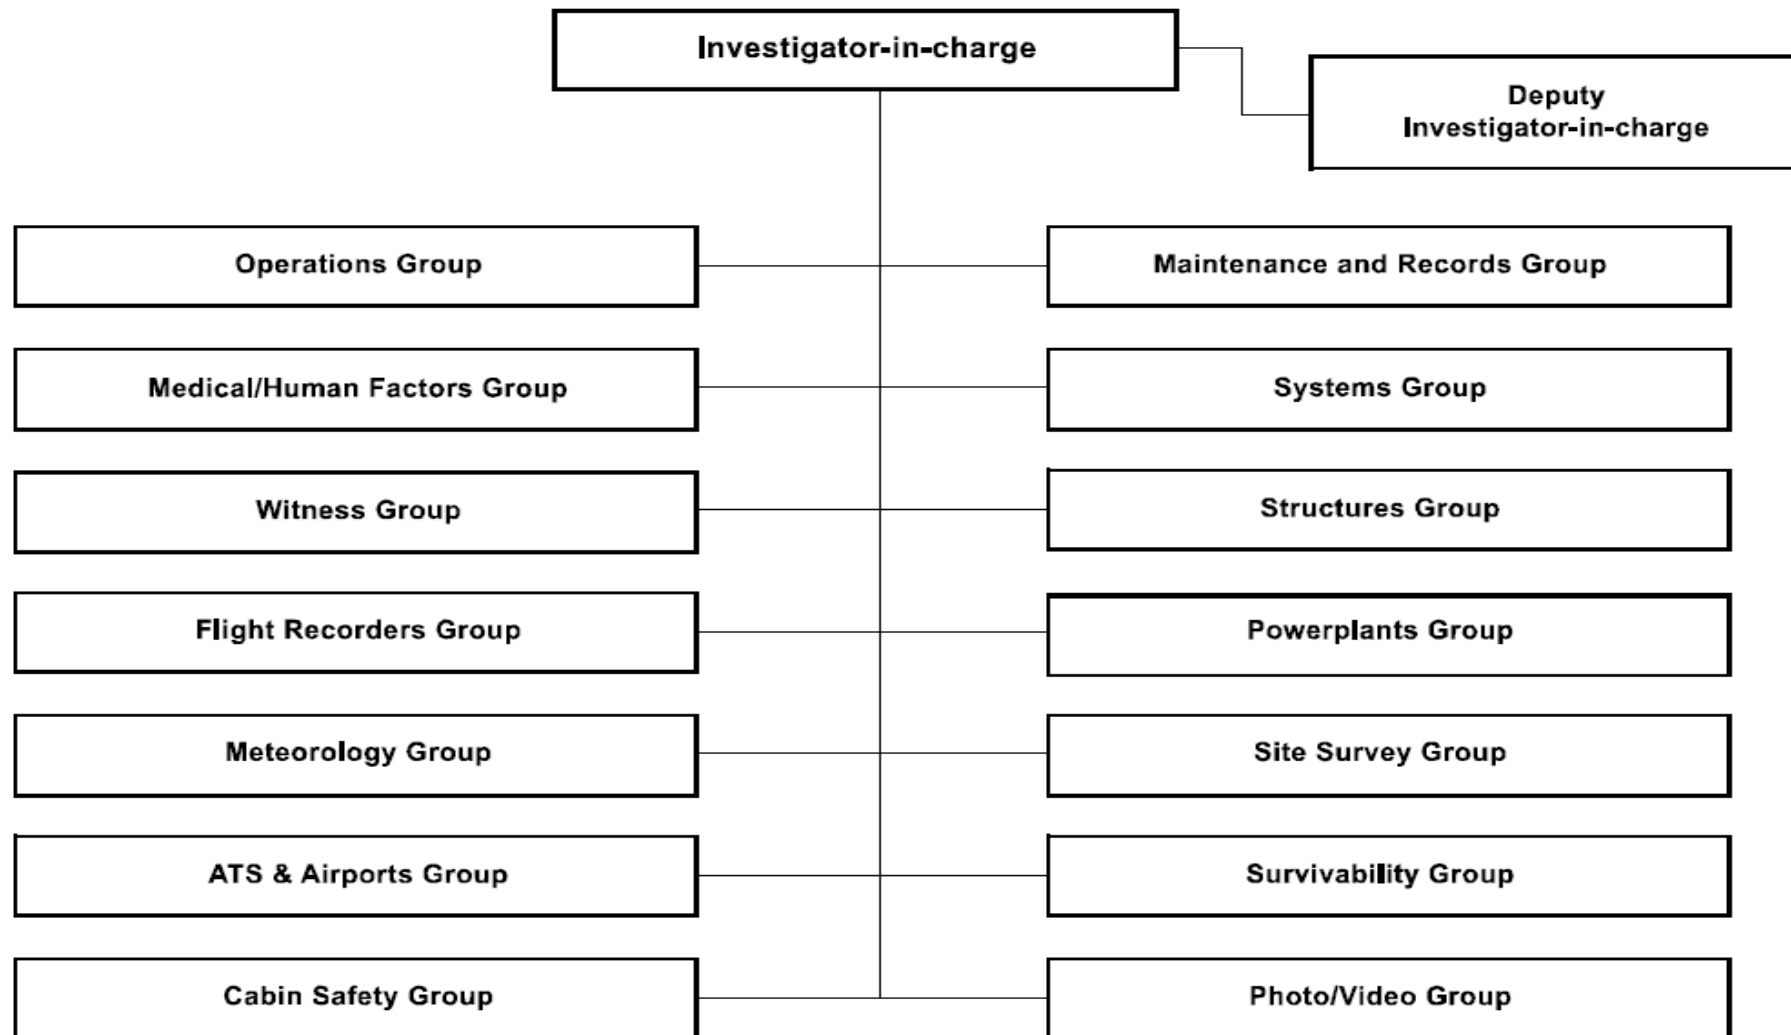 Investigator-in-charge
Deputy
Investigator-in-charge
Operations Group
Maintenance and Records Group
Medical/Human Factors Group
Systems Group
Witness Group
Structures Group
Flight Recorders Group
Powerplants Group
Meteorology Group
Site Survey Group
ATS & Airports Group
Survivability Group
Cabin Safety Group
Photo/Video Group